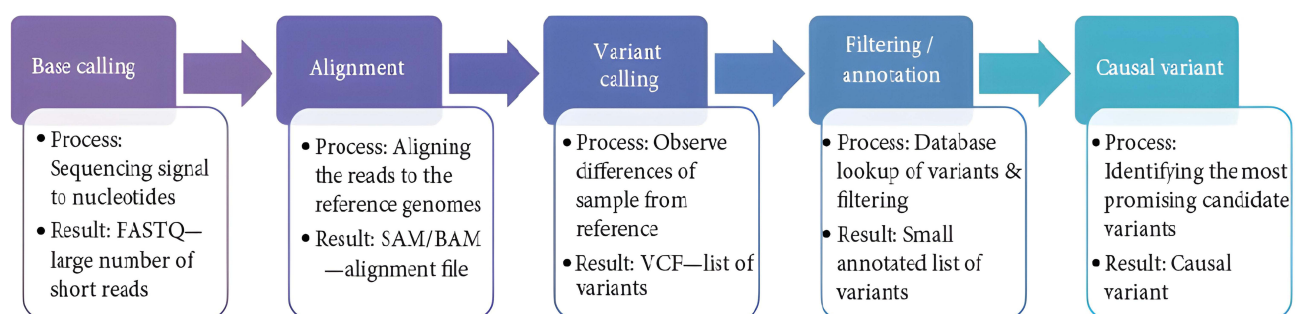 Base calling
• Process:
Sequencing signal
to nucleotides
• Result: FASTQ—
large number of
short reads
Alignment
• Process: Aligning
the reads to the
reference genomes
• Result: SAM/BAM
—alignment file
Variant
calling
• Process: Observe
differences of
sample from
reference
• Result: VCF—list of
variants
Filtering /
annotation
• Process: Database
lookup of variants &
filtering
• Result: Small
annotated list of
variants
Causal variant
• Process:
Identifying the most
promising candidate
variants
• Result: Causal
variant